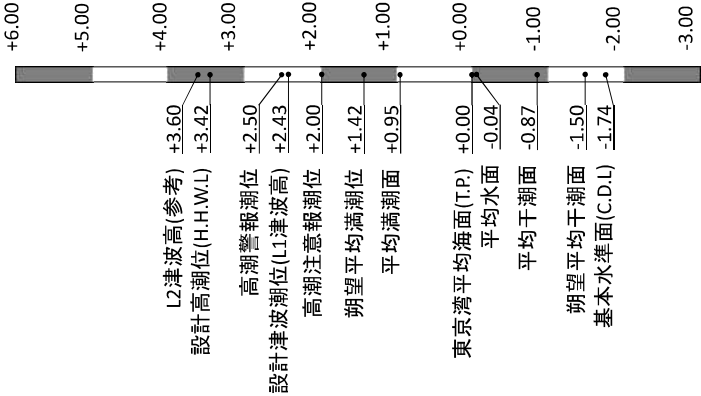 +6.00
+5.00
+4.00
+3.00
+2.00
+1.00
+0.00
-1.00
-2.00
-3.00
L2津波高(参考) +3.60
設計高潮位(H.H.W.L) +3.42
高潮警報潮位 +2.50
設計津波潮位(L1津波高) +2.43
高潮注意報潮位 +2.00
朔望平均満潮位 +1.42
平均満潮面 +0.95
東京湾平均海面(T.P.) +0.00
平均水面 -0.04
平均干潮面 -0.87
朔望平均干潮面 -1.50
基本水準面(C.D.L) -1.74